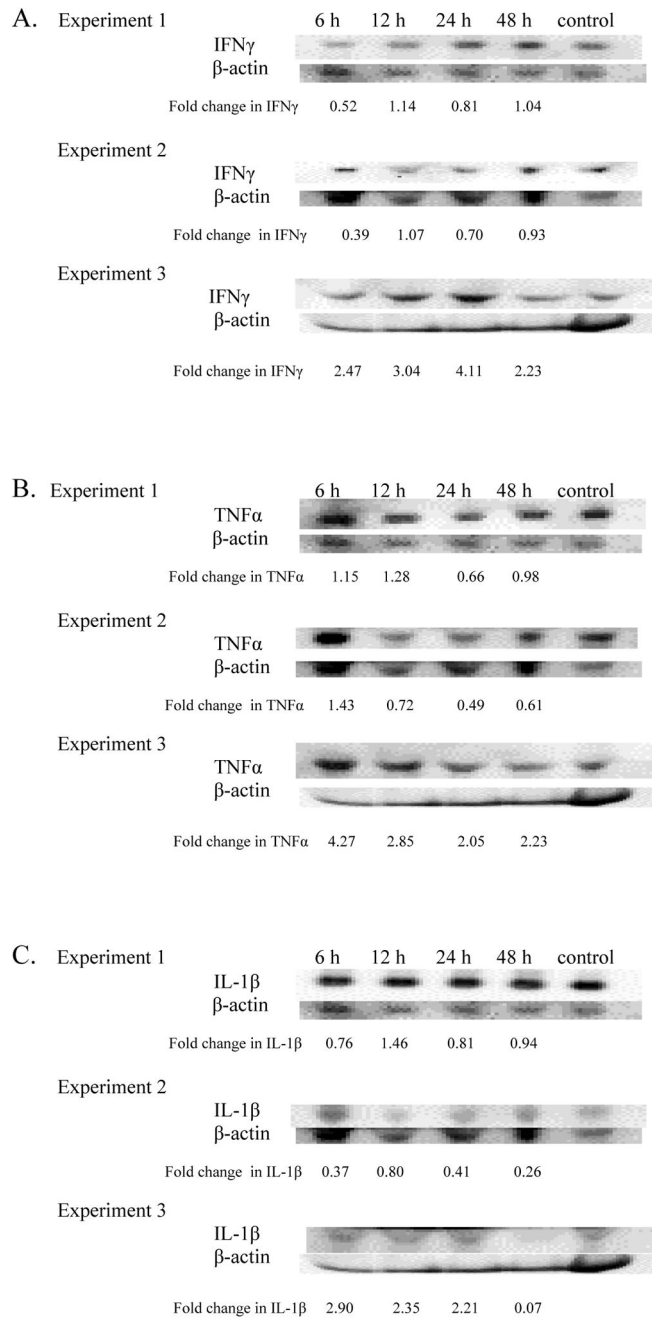 A.
Experiment 1 6 h 12 h 24 h 48 h control
IFNγ
β-actin
Fold change in IFNγ 0.52 1.14 0.81 1.04
Experiment 2
IFNγ
β-actin
Fold change in IFNγ 0.39 1.07 0.70 0.93
Experiment 3
IFNγ
β-actin
Fold change in IFNγ 2.47 3.04 4.11 2.23
B. Experiment 1 6 h 12 h 24 h 48 h control
TNFα
β-actin
Fold change in TNFα 1.15 1.28 0.66 0.98
Experiment 2
TNFα
β-actin
Fold change in TNFα 1.43 0.72 0.49 0.61
Experiment 3
TNFα
β-actin
Fold change in TNFα 4.27 2.85 2.05 2.23
C. Experiment 1 6 h 12 h 24 h 48 h control
IL-1β
β-actin
Fold change in IL-1β 0.76 1.46 0.81 0.94
Experiment 2
IL-1β
β-actin
Fold change in IL-1β 0.37 0.80 0.41 0.26
Experiment 3
IL-1β
β-actin
Fold change in IL-1β 2.90 2.35 2.21 0.07